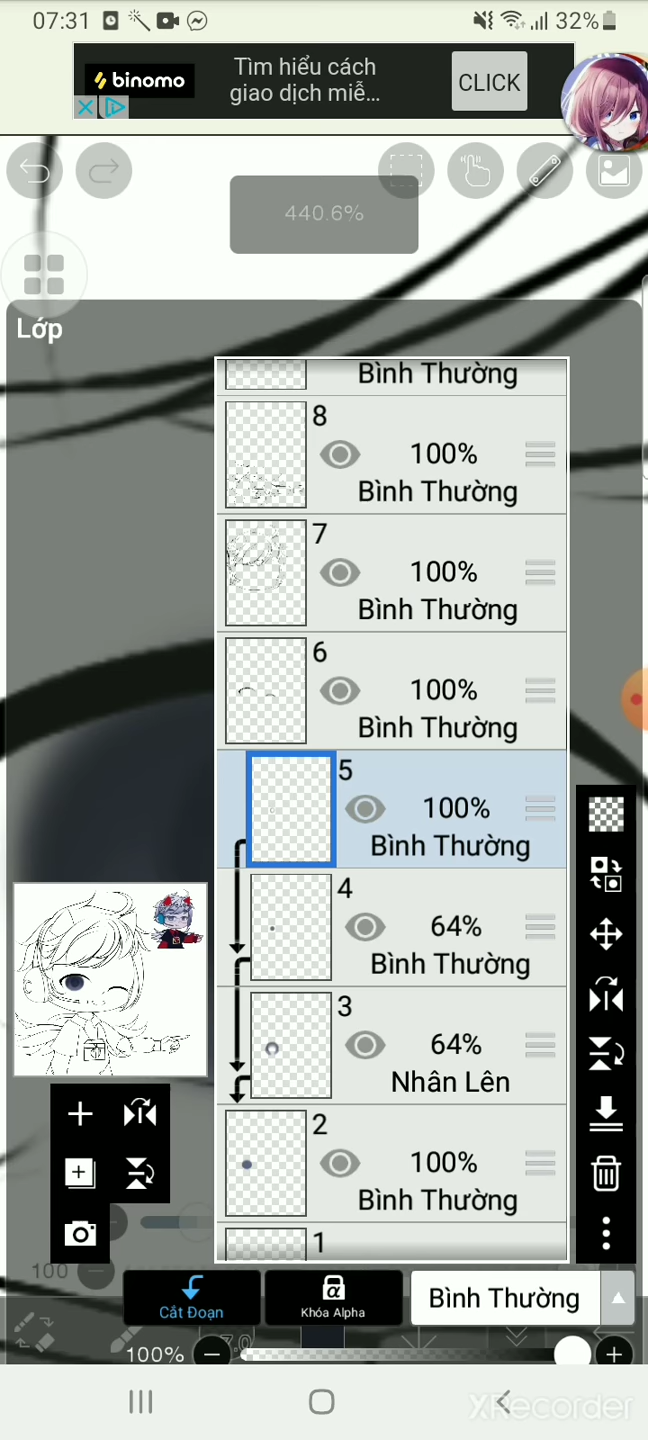 07:31
32%
binomo
Tìm hiểu cách
giao dịch miễ...
CLICK
440.6%
Lớp
Bình Thường
8
100%
Bình Thường
7
100%
Bình Thường
6
100%
Bình Thường
5
100%
Bình Thường
4
64%
Bình Thường
3
64%
Nhân Lên
2
100%
Bình Thường
1
100
Cắt Đoạn
α
Khóa Alpha
Bình Thường
7.0
100%
XRecorder